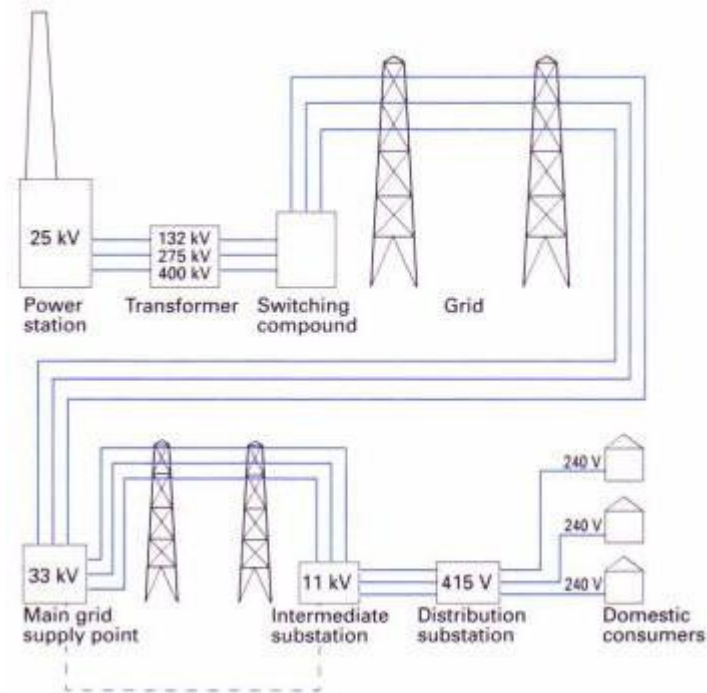 25 kV
132 kV
275 kV
400 kV
Power
station
Transformer
Switching
compound
Grid
240 V
240 V
240 V
33 kV
11 kV
415 V
Main grid
supply point
Intermediate
substation
Distribution
substation
Domestic
consumers